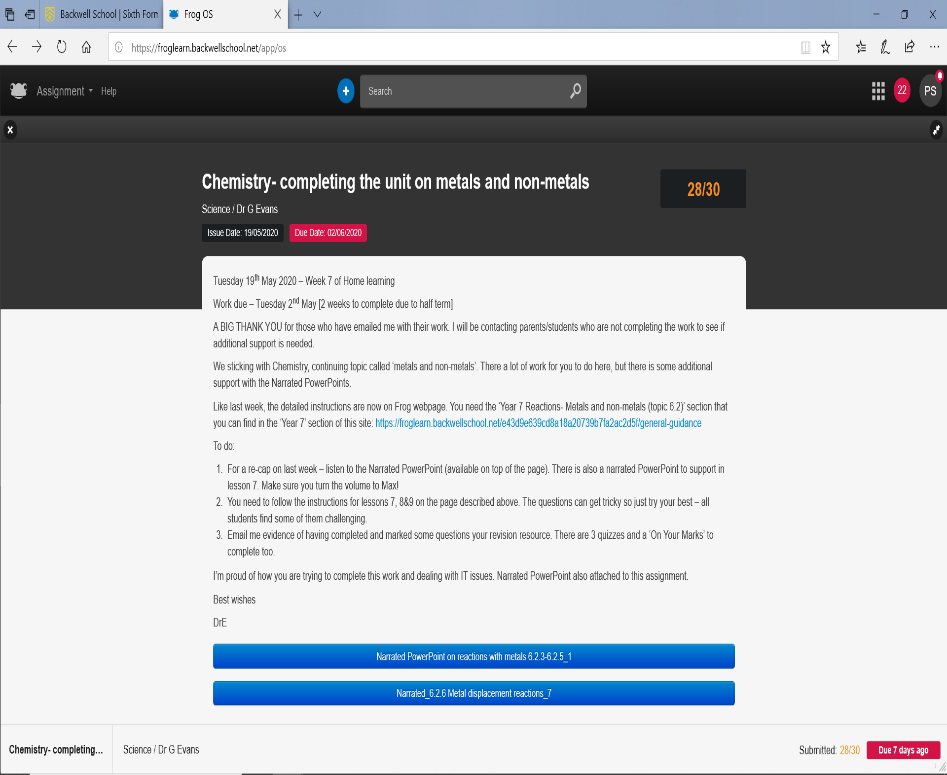 Backwell School | Sixth Form
Frog OS
https://froglearn.backwellschool.net/app/os
Assignment
Help
Search
22
PS
Chemistry- completing the unit on metals and non-metals
28/30
Science / Dr G Evans
Issue Date: 19/05/2020
Due Date: 02/06/2020
Tuesday 19th May 2020 – Week 7 of Home learning
Work due – Tuesday 2nd May [2 weeks to complete due to half term]
A BIG THANK YOU for those who have emailed me with their work. I will be contacting parents/students who are not completing the work to see if
additional support is needed.
We sticking with Chemistry, continuing topic called 'metals and non-metals'. There a lot of work for you to do here, but there is some additional
support with the Narrated PowerPoints.
Like last week, the detailed instructions are now on Frog webpage. You need the 'Year 7 Reactions- Metals and non-metals (topic 6.2)' section that
you can find in the 'Year 7' section of this site: https://froglearn.backwellschool.net/e43d9e639cd8a18a20739b7fa2ac2d5f//general-guidance
To do:
1. For a re-cap on last week – listen to the Narrated PowerPoint (available on top of the page). There is also a narrated PowerPoint to support in
lesson 7. Make sure you turn the volume to Max!
2. You need to follow the instructions for lessons 7, 8&9 on the page described above. The questions can get tricky so just try your best – all
students find some of them challenging.
3. Email me evidence of having completed and marked some questions your revision resource. There are 3 quizzes and a 'On Your Marks' to
complete too.
I'm proud of how you are trying to complete this work and dealing with IT issues. Narrated PowerPoint also attached to this assignment.
Best wishes
DrE
Narrated PowerPoint on reactions with metals 6.2.3-6.2.5_1
Narrated_6.2.6 Metal displacement reactions_7
Chemistry- completing...
Science / Dr G Evans
Submitted: 28/30
Due 7 days ago